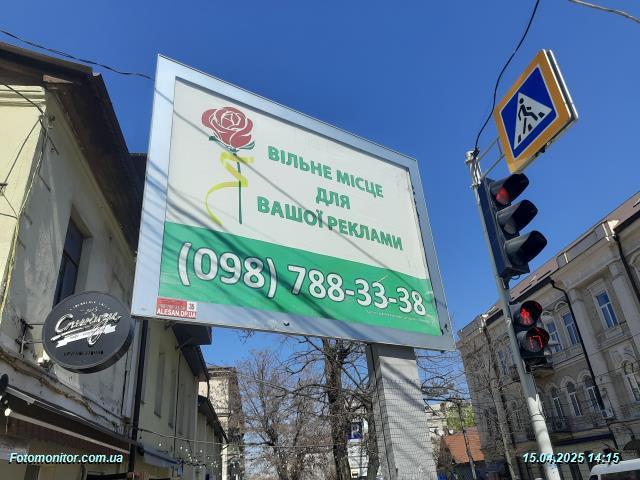 ВІЛЬНЕ МІСЦЕ
ДЛЯ
ВАШОЇ РЕКЛАМИ
(098) 788-33-38
ALESAN.DP.UA
Fotomonitor.com.ua
15.04.2025 14:15